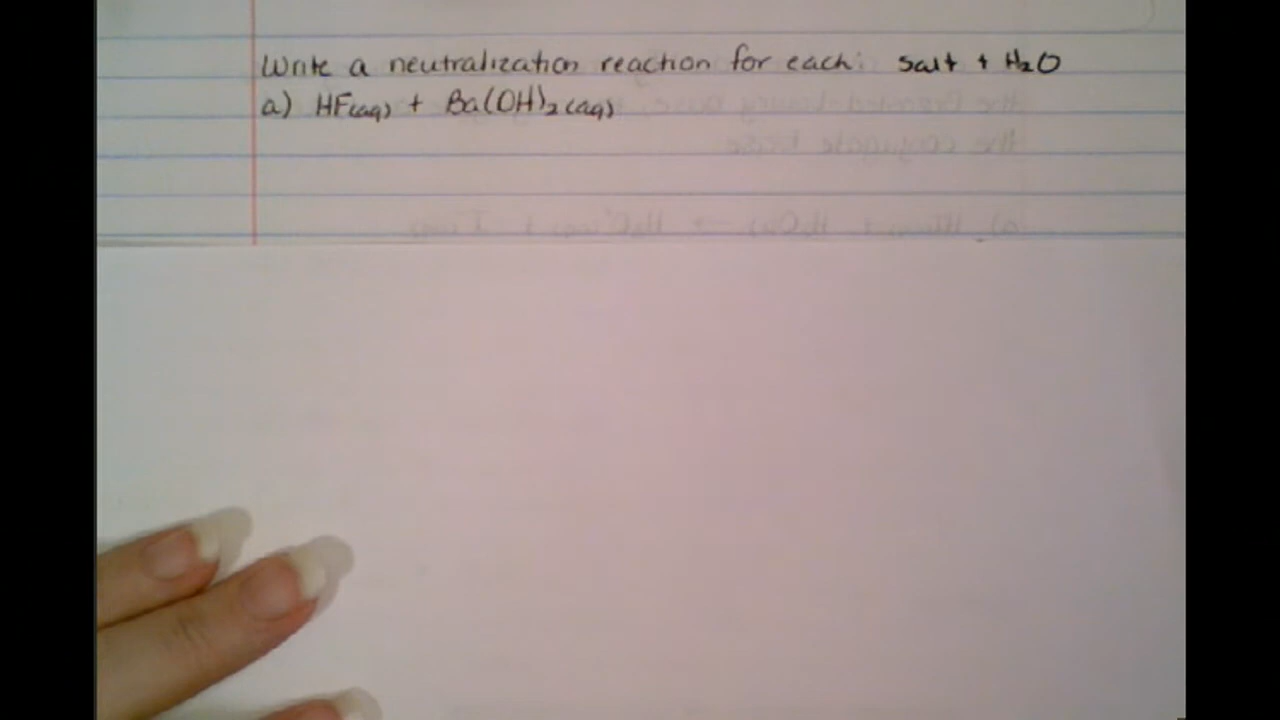 Write a neutralization reaction for each: salt + H₂O
a) HF(aq) + Ba(OH)₂(aq)